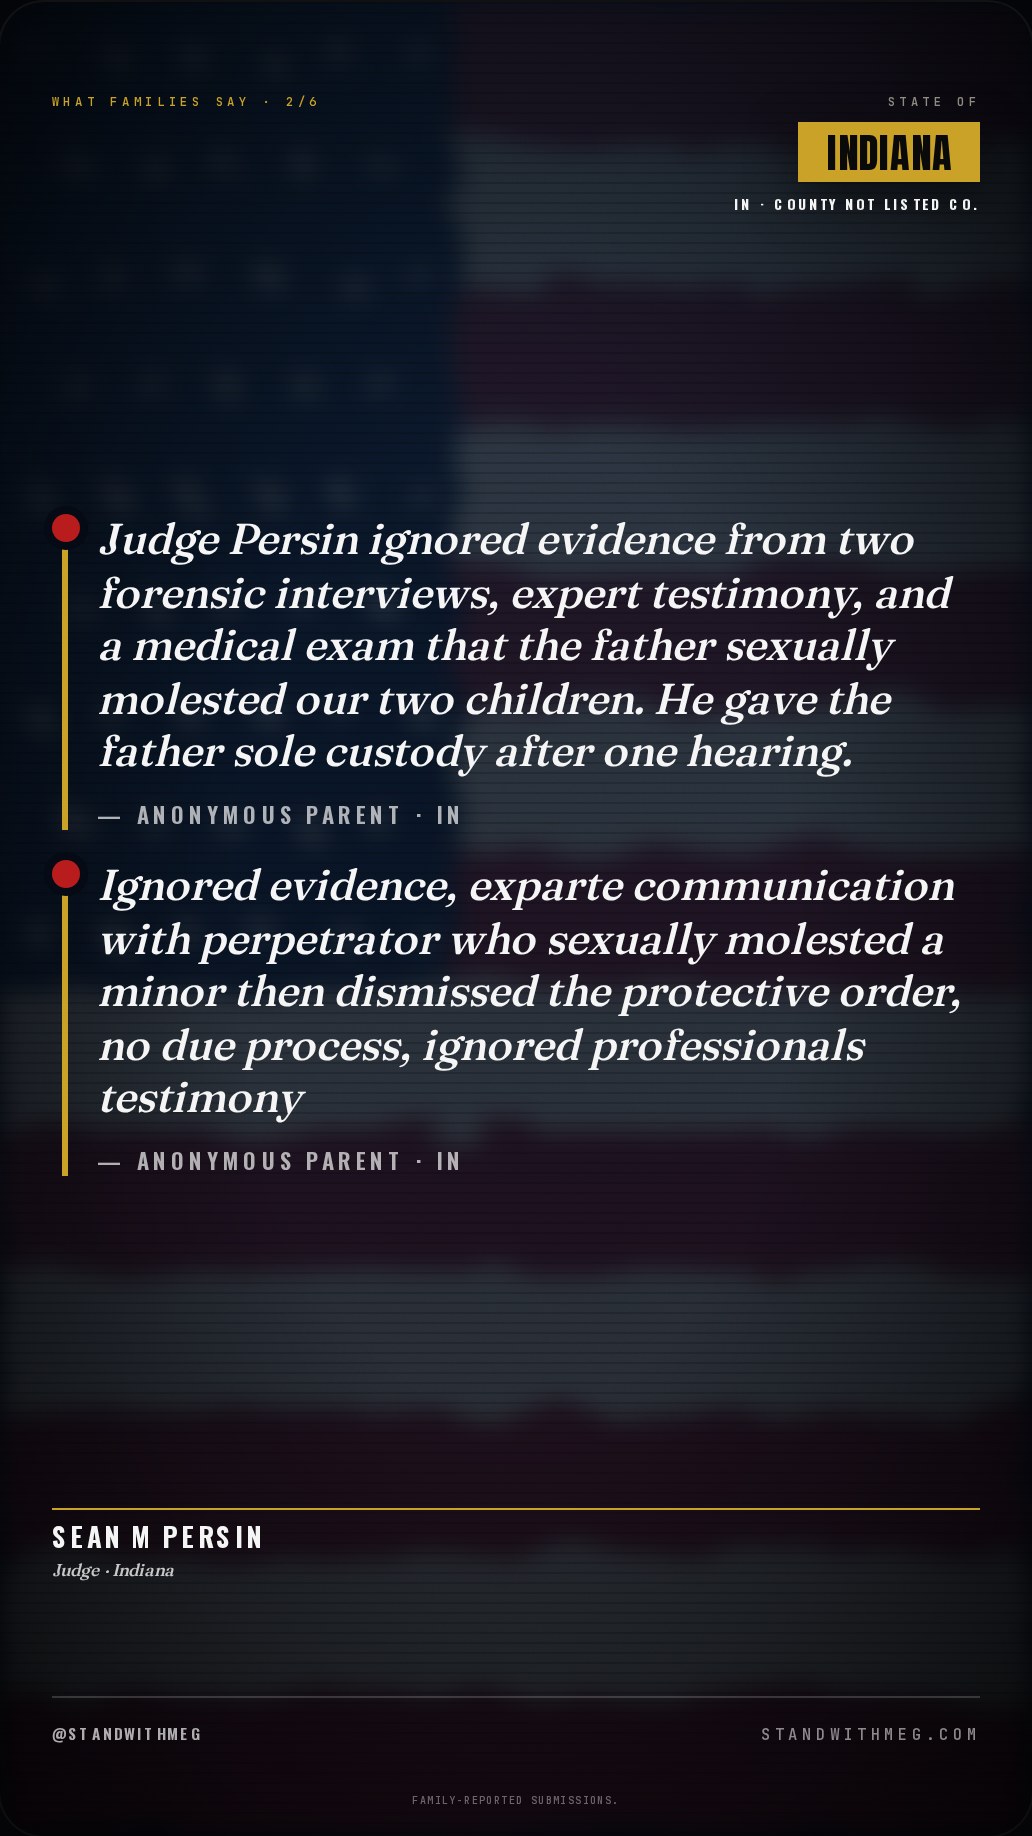 WHAT FAMILIES SAY · 2/6
STATE OF
INDIANA
IN · COUNTY NOT LISTED CO.
Judge Persin ignored evidence from two
forensic interviews, expert testimony, and
a medical exam that the father sexually
molested our two children. He gave the
father sole custody after one hearing.
— ANONYMOUS PARENT · IN
Ignored evidence, exparte communication
with perpetrator who sexually molested a
minor then dismissed the protective order,
no due process, ignored professionals
testimony
— ANONYMOUS PARENT · IN
SEAN M PERSIN
Judge · Indiana
@STANDWITHMEG
STANDWITHMEG.COM
FAMILY-REPORTED SUBMISSIONS.